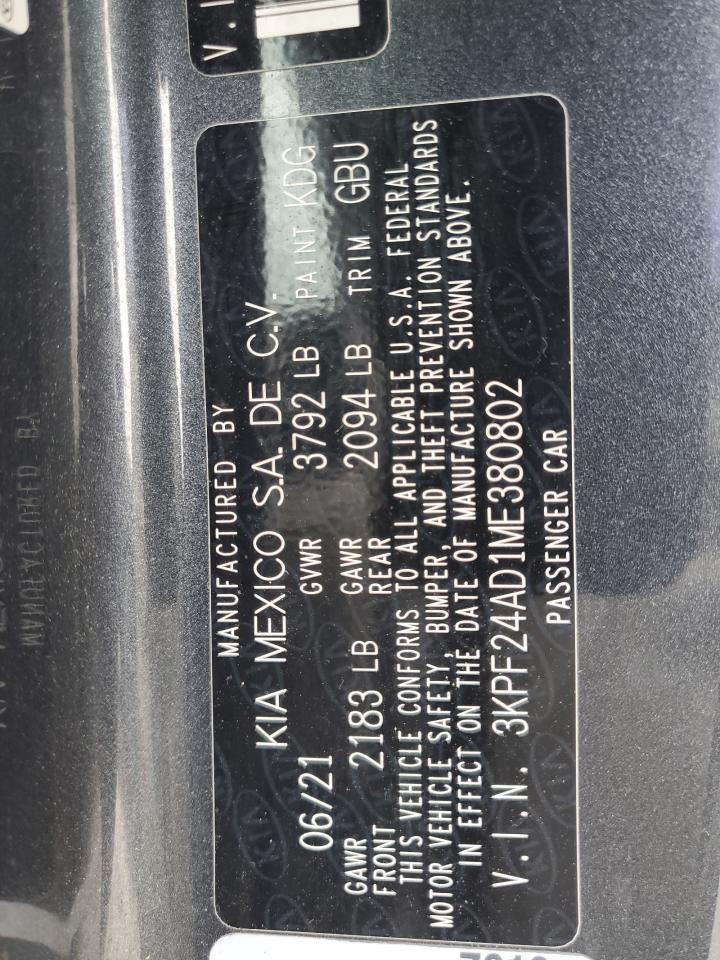 V.I
MANUFACTURED BY
KIA MEXICO S.A. DE C.V.
06/21 GVWR 3792 LB PAINT KDG
GAWR FRONT 2183 LB GAWR REAR 2094 LB TRIM GBU
THIS VEHICLE CONFORMS TO ALL APPLICABLE U.S.A. FEDERAL
MOTOR VEHICLE SAFETY, BUMPER, AND THEFT PREVENTION STANDARDS
IN EFFECT ON THE DATE OF MANUFACTURE SHOWN ABOVE.
V.I.N. 3KPF24AD1ME380802
PASSENGER CAR